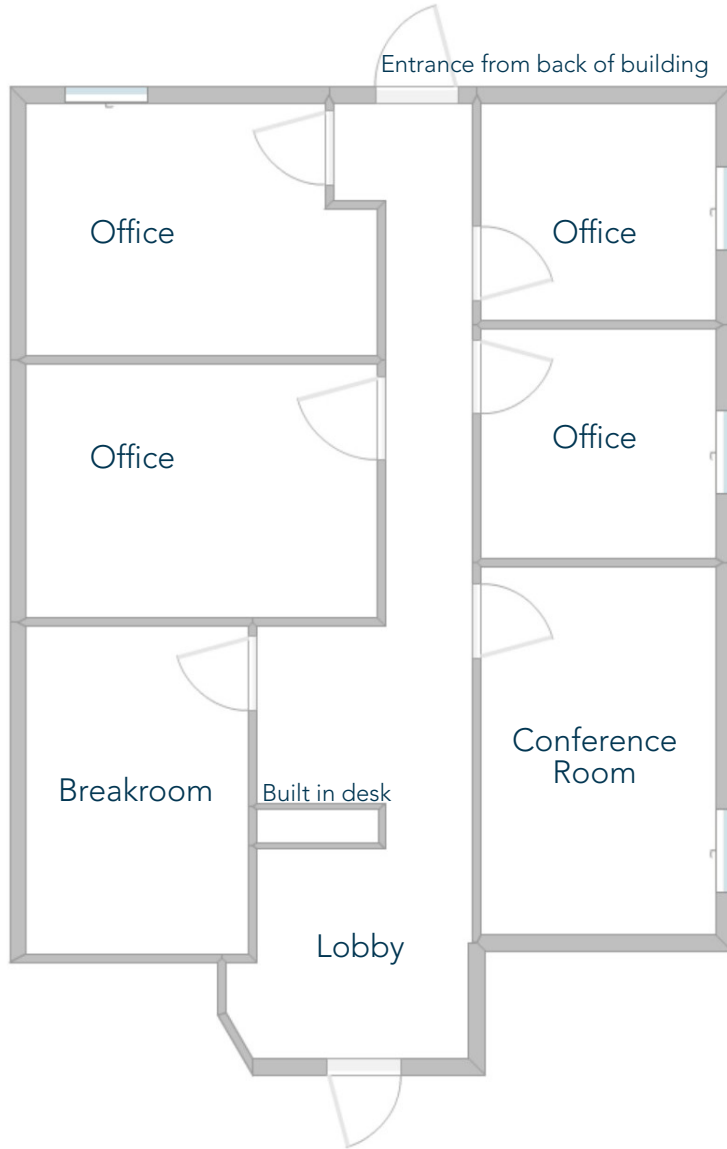 Entrance from back of building
Office
Office
Office
Office
Conference
Room
Breakroom
Built in desk
Lobby